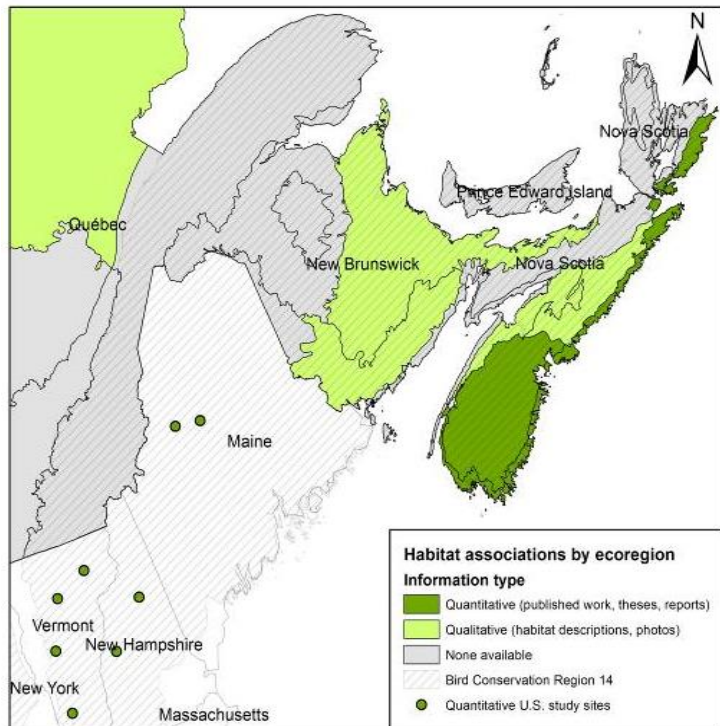 N
Nova Scotia
Prince Edward Island
Québec
New Brunswick
Nova Scotia
Maine
Vermont
New Hampshire
New York
Massachusetts
Habitat associations by ecoregion
Information type
Quantitative (published work, theses, reports)
Qualitative (habitat descriptions, photos)
None available
Bird Conservation Region 14
Quantitative U.S. study sites